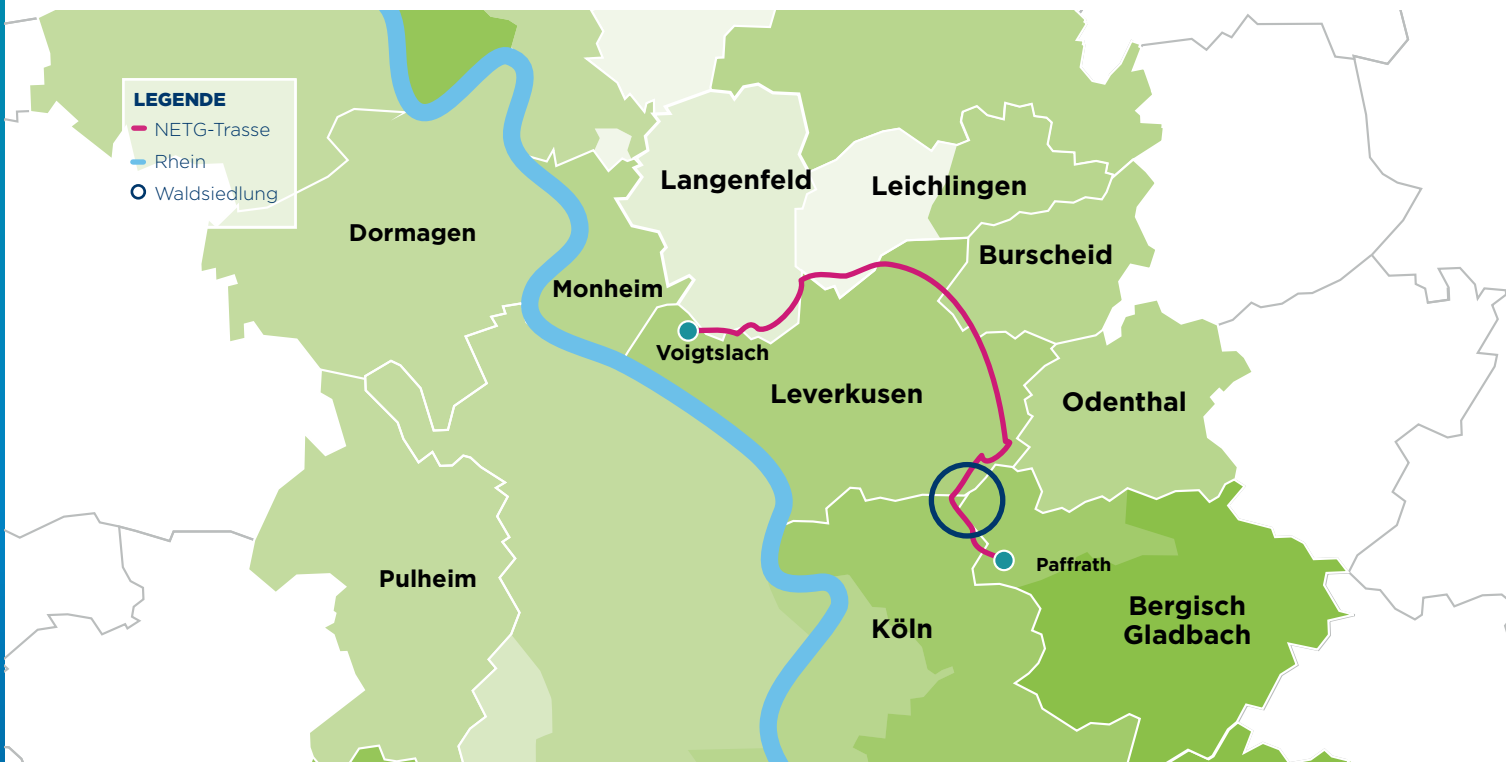 LEGENDE
NETG-Trasse
Rhein
Waldsiedlung
Langenfeld
Leichlingen
Dormagen
Burscheid
Monheim
Voigtslach
Leverkusen
Odenthal
Paffrath
Pulheim
Bergisch
Gladbach
Köln